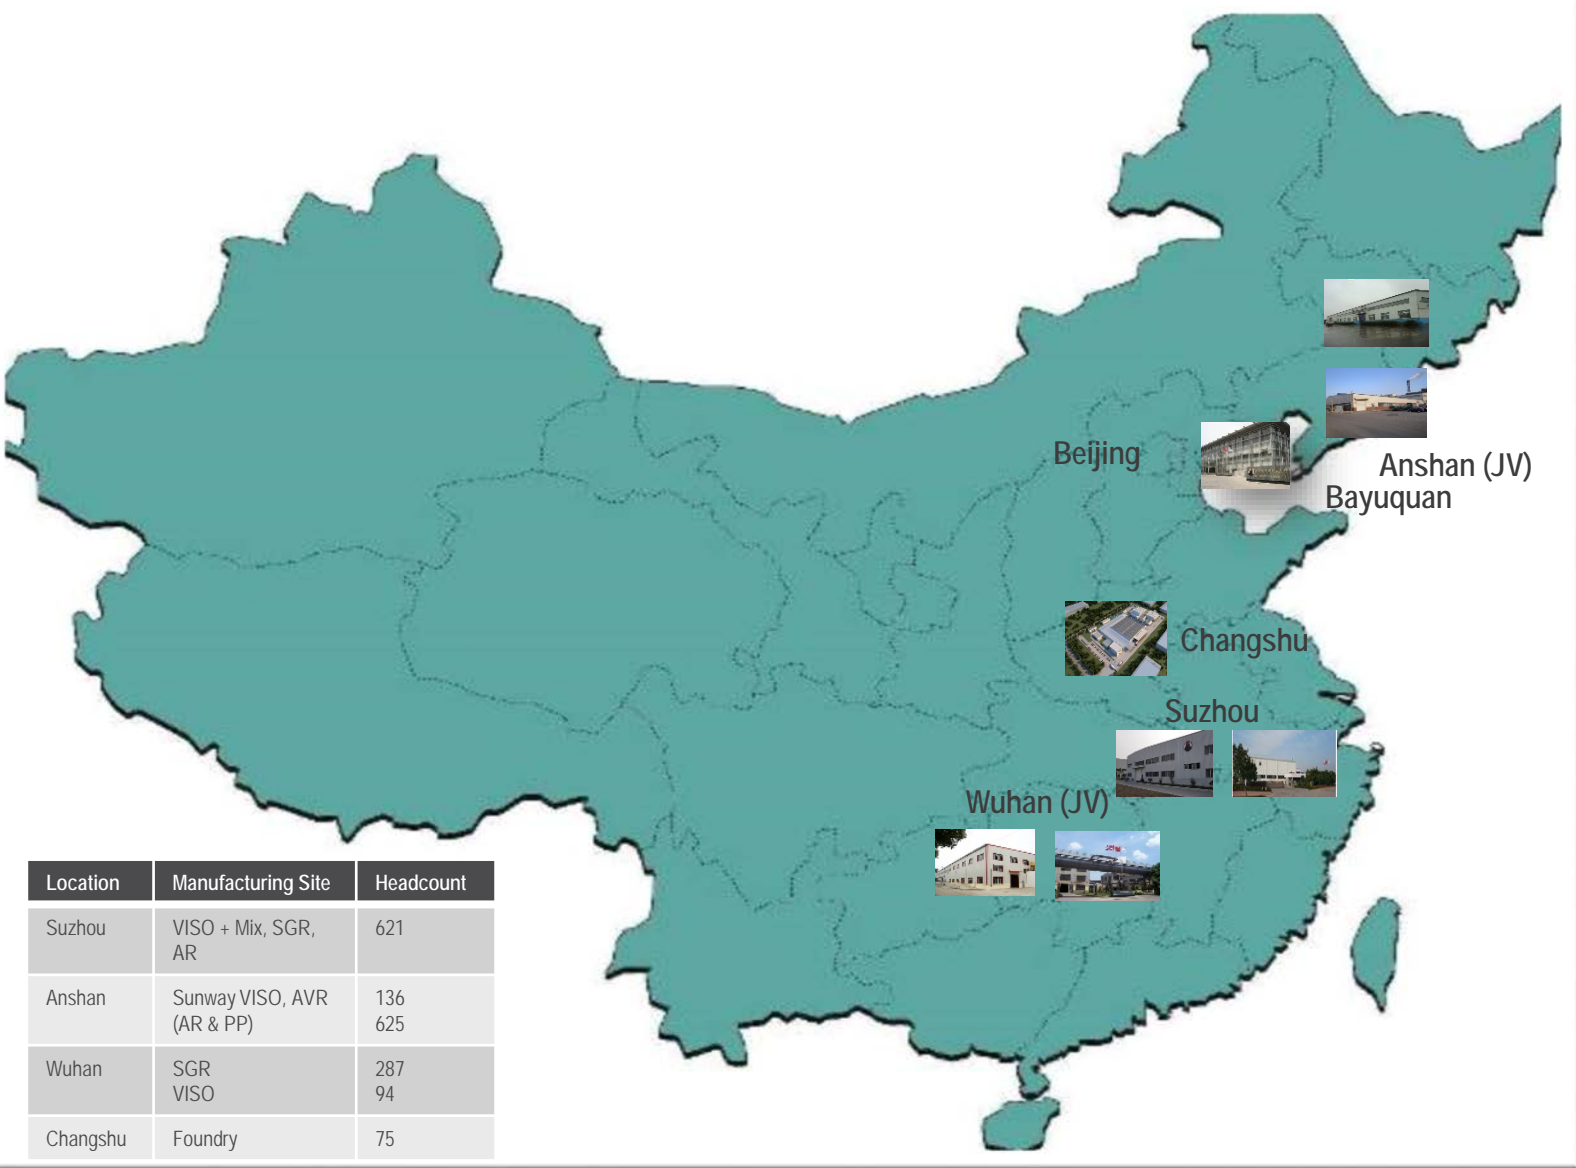 Beijing
Anshan (JV)
Bayuquan
Changshu
Suzhou
Wuhan (JV)
Location Manufacturing Site Headcount
Suzhou VISO + Mix, SGR, 621
AR
Anshan Sunway VISO, AVR 136
(AR & PP) 625
Wuhan SGR 287
VISO 94
Changshu Foundry 75